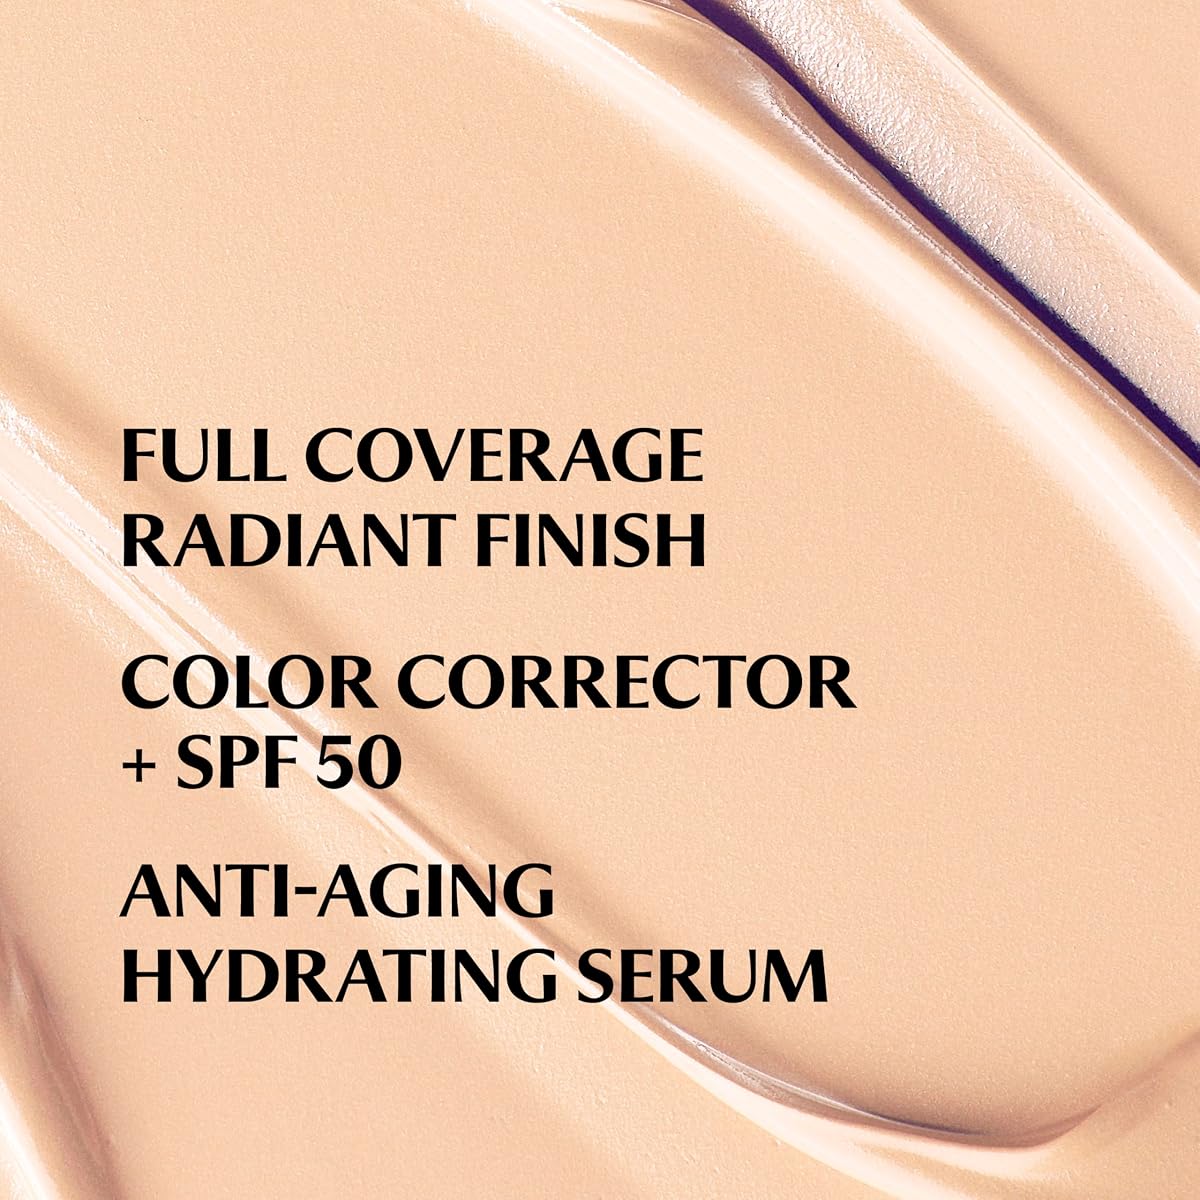 FULL COVERAGE
RADIANT FINISH
COLOR CORRECTOR
+ SPF 50
ANTI-AGING
HYDRATING SERUM